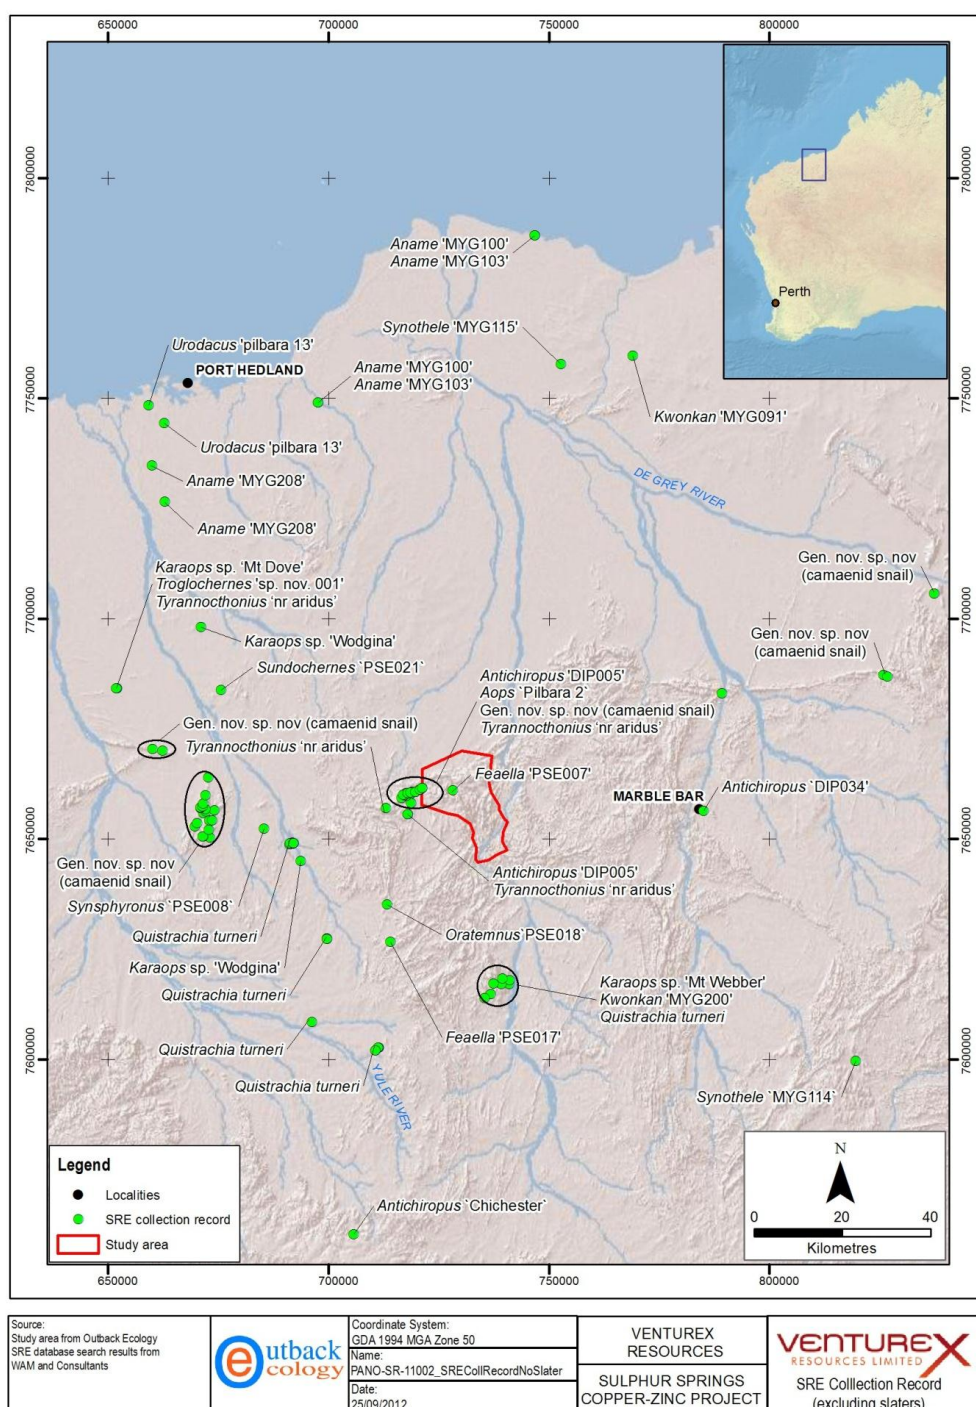 650000
700000
750000
800000
7800000
7800000
Perth
Aname 'MYG100'
Aname 'MYG103'
Synothele 'MYG115'
Urodacus 'pilbara 13'
PORT HEDLAND
Aname 'MYG100'
Aname 'MYG103'
7750000
7750000
Kwonkan 'MYG091'
Urodacus 'pilbara 13'
Aname 'MYG208'
DE GREY RIVER
Aname 'MYG208'
Gen. nov. sp. nov
(camaenid snail)
Karaops sp. 'Mt Dove'
Troglochernes 'sp. nov. 001'
Tyrannocthonius 'nr aridus'
7700000
7700000
Karaops sp. 'Wodgina'
Gen. nov. sp. nov
(camaenid snail)
Sundochernes `PSE021`
Antichiropus 'DIP005'
Aops `Pilbara 2`
Gen. nov. sp. nov (camaenid snail)
Tyrannocthonius 'nr aridus'
Gen. nov. sp. nov (camaenid snail)
Tyrannocthonius 'nr aridus'
Feaella 'PSE007'
MARBLE BAR
Antichiropus `DIP034`
7650000
7650000
Gen. nov. sp. nov
(camaenid snail)
Antichiropus 'DIP005'
Tyrannocthonius 'nr aridus'
Synsphyronus `PSE008`
Quistrachia turneri
Oratemnus`PSE018`
Karaops sp. 'Wodgina'
Quistrachia turneri
Karaops sp. 'Mt Webber'
Kwonkan 'MYG200'
Quistrachia turneri
Feaella 'PSE017'
Quistrachia turneri
7600000
7600000
Quistrachia turneri
YULE RIVER
Synothele `MYG114`
Legend
Localities
SRE collection record
Study area
Antichiropus `Chichester`
N
0 20 40
Kilometres
650000
700000
750000
800000
Source:
Study area from Outback Ecology
SRE database search results from
WAM and Consultants
outback
ecology
Coordinate System:
GDA 1994 MGA Zone 50
Name:
PANO-SR-11002_SRECollRecordNoSlater
Date:
25/09/2012
VENTUREX
RESOURCES
SULPHUR SPRINGS
COPPER-ZINC PROJECT
VENTUREX
RESOURCES LIMITED
SRE Colllection Record
(excluding slaters)